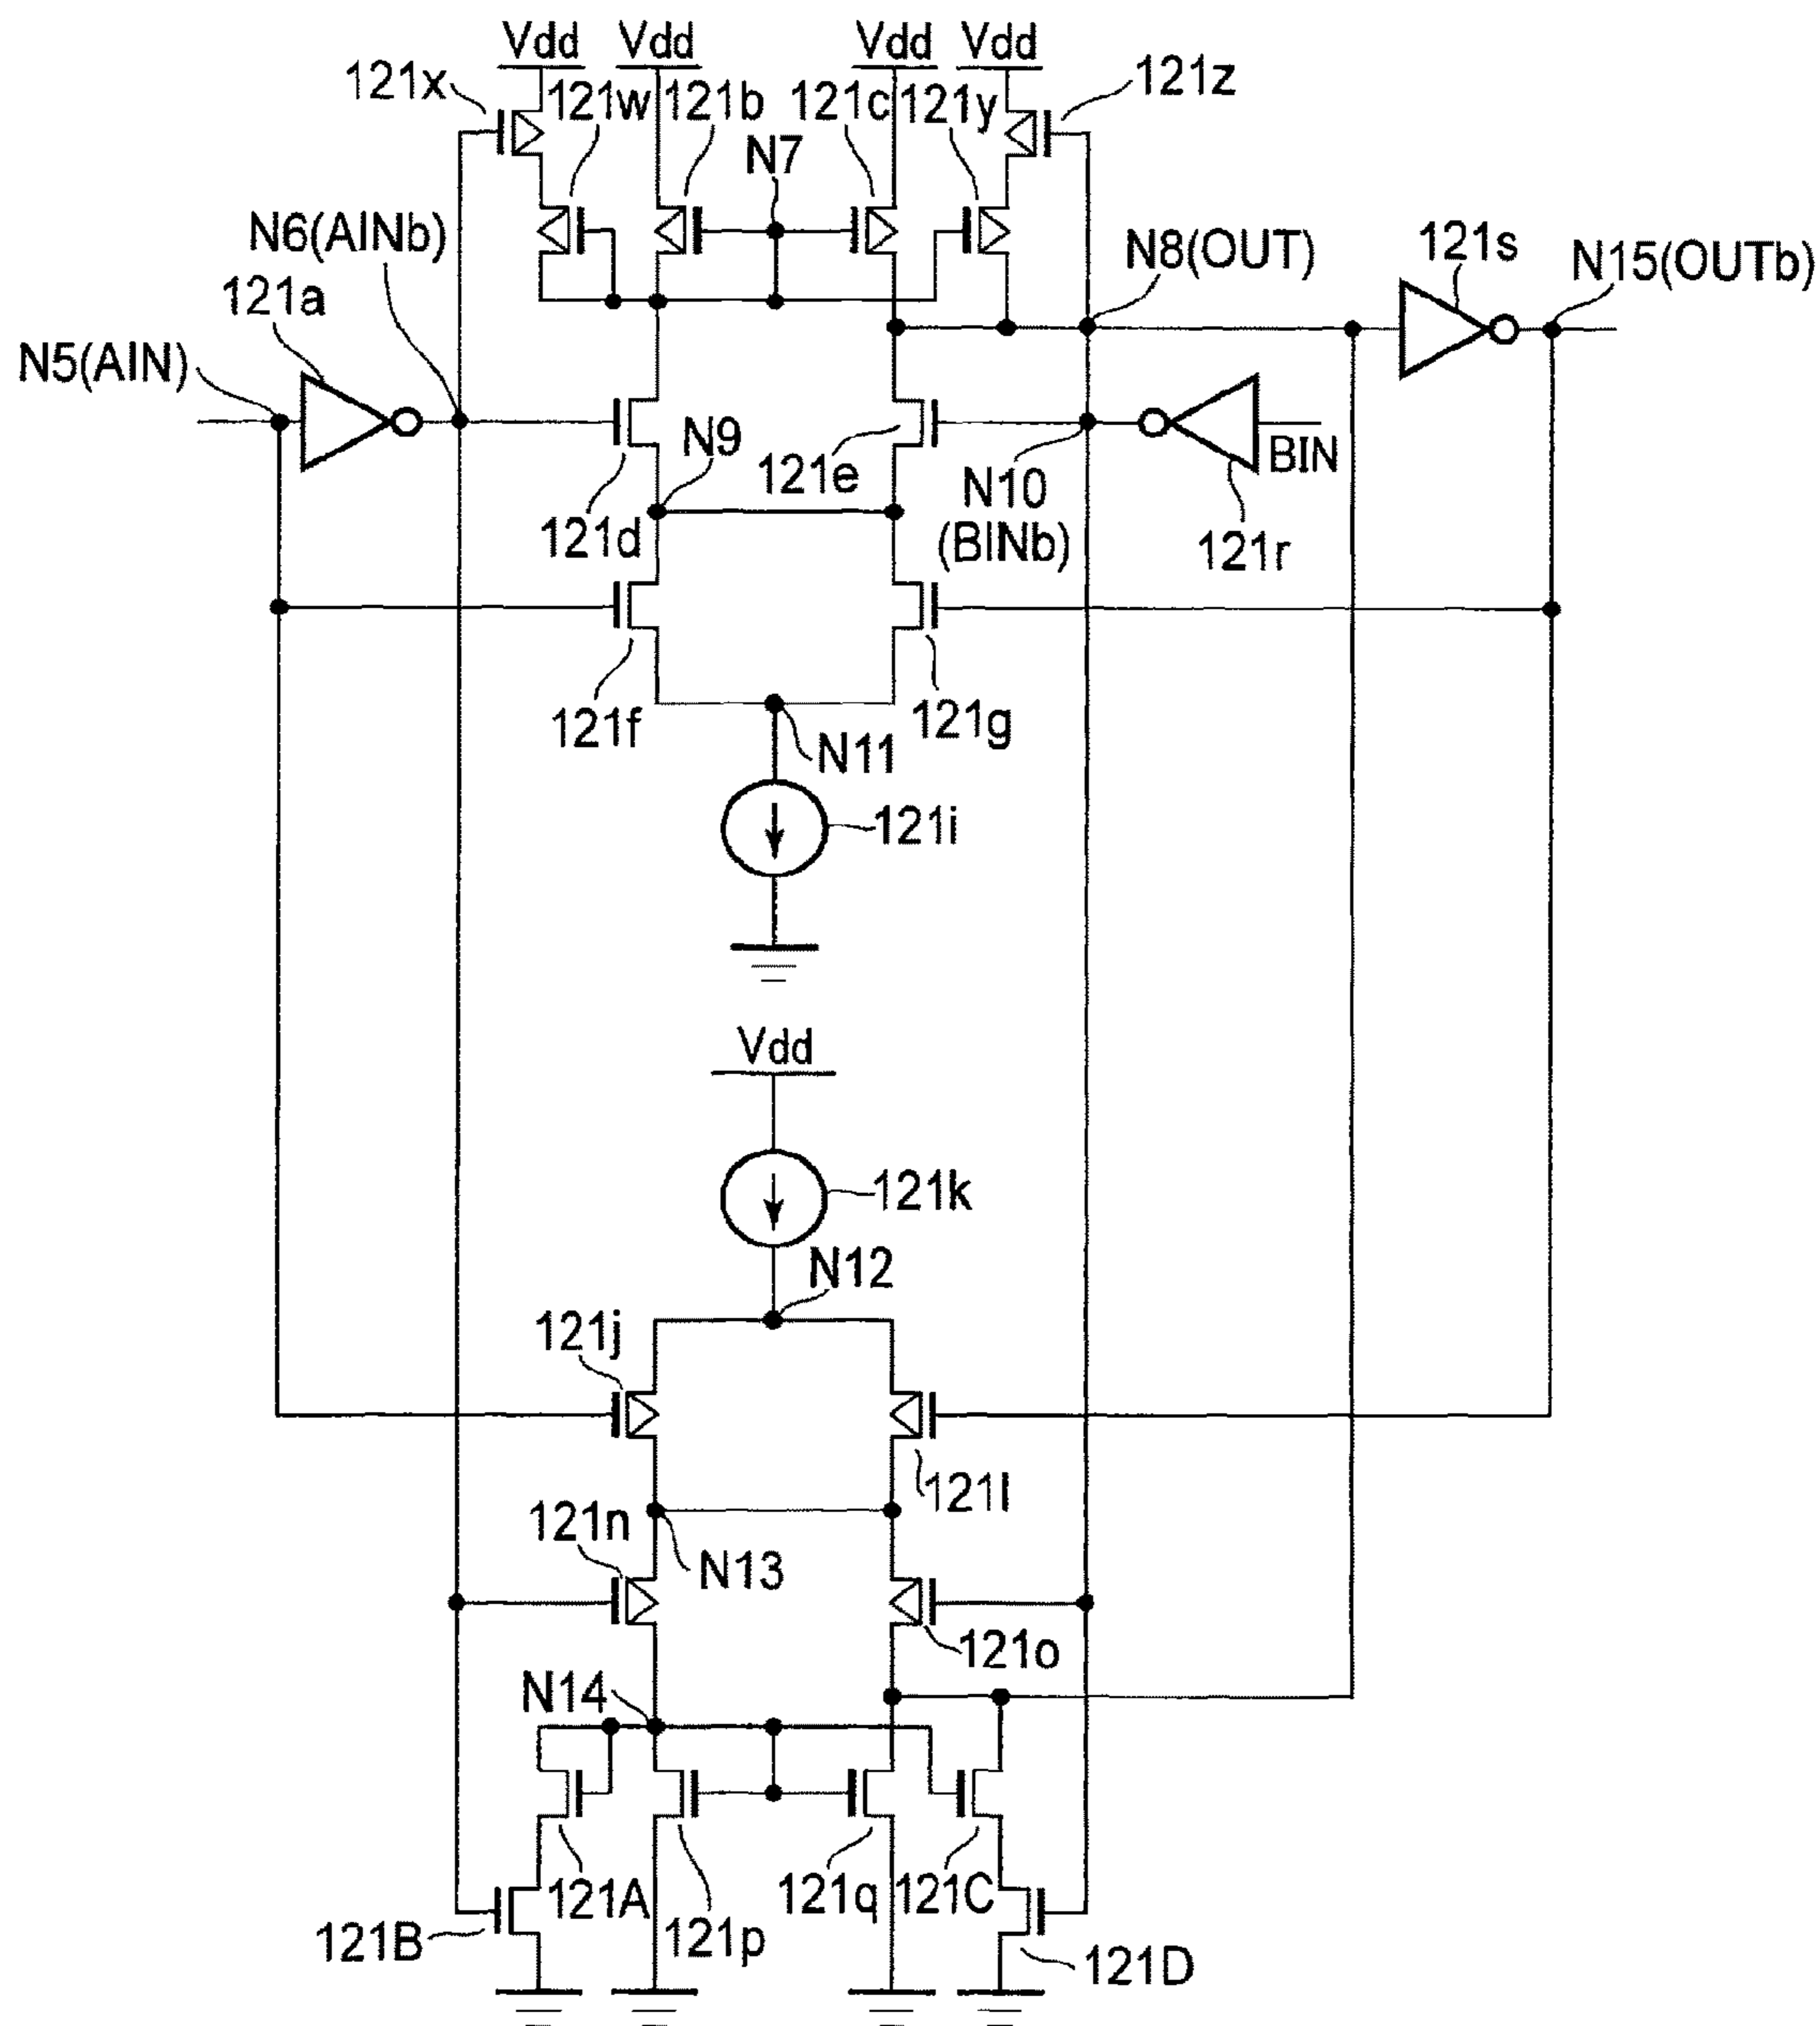 Vdd Vdd Vdd Vdd
121x 121w 121b 121c 121y 121z
N7
N6(AINb) N8(OUT) 121s N15(OUTb)
121a
N5(AIN)
N9 121e N10 BIN
121d (BINb) 121r
121f 121g
N11
121i
Vdd
121k
N12
121j
121l
121n
N13
121o
N14
121A 121q 121C
121B 121p 121D